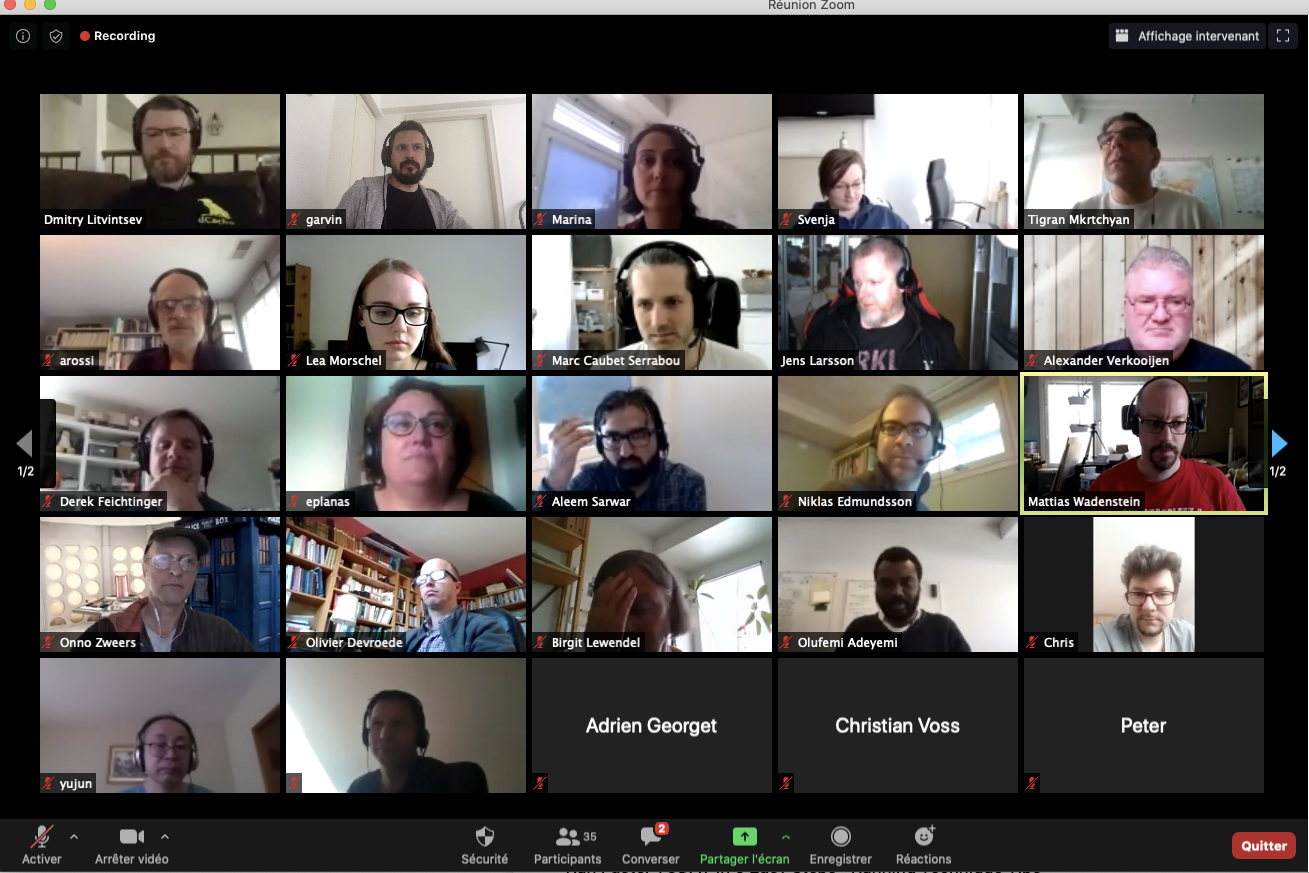 Réunion Zoom
Recording
Affichage intervenant
dCache
Dmitry Litvintsev
garvin
Marina
Svenja
Tigran Mkrtchyan
arossi
Lea Morschel
Marc Caubet Serrabou
Jens Larsson
Alexander Verkooijen
1/2
1/2
Derek Feichtinger
eplanas
Aleem Sarwar
Niklas Edmundsson
Mattias Wadenstein
Onno Zweers
Olivier Devroede
Birgit Lewendel
Olufemi Adeyemi
Chris
Adrien Georget
Christian Voss
Peter
yujun
35
2
Activer
Arrêter vidéo
Sécurité
Participants
Converser
Partager l'écran
Enregistrer
Réactions
Quitter